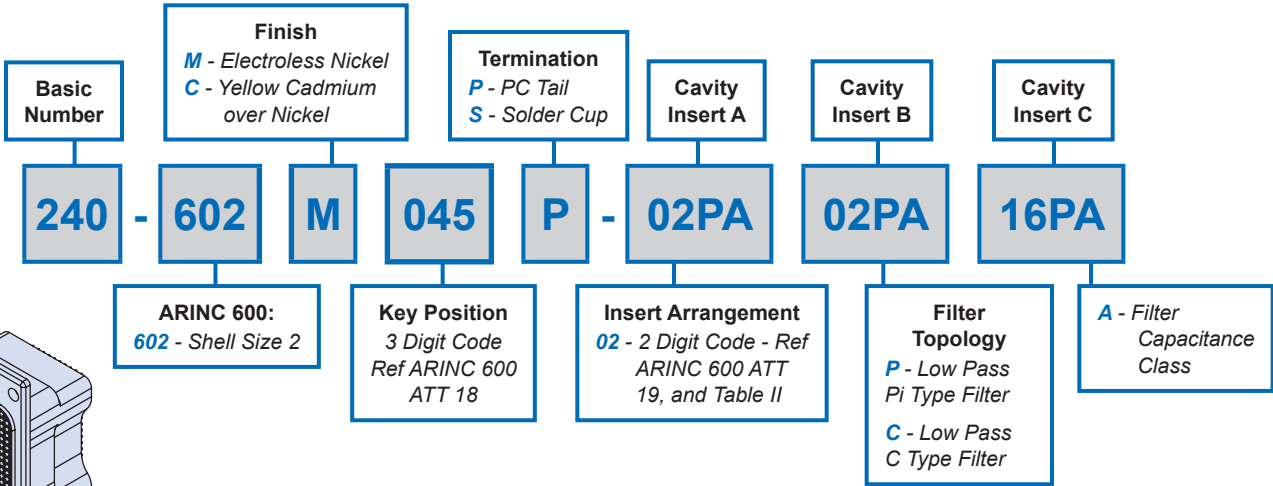 Basic
Number
Finish
M - Electroless Nickel
C - Yellow Cadmium
over Nickel
Termination
P - PC Tail
S - Solder Cup
Cavity
Insert A
Cavity
Insert B
Cavity
Insert C
240 - 602 M 045 P - 02PA 02PA 16PA
ARINC 600:
602 - Shell Size 2
Key Position
3 Digit Code
Ref ARINC 600
ATT 18
Insert Arrangement
02 - 2 Digit Code - Ref
ARINC 600 ATT
19, and Table II
Filter
Topology
P - Low Pass
Pi Type Filter
C - Low Pass
C Type Filter
A - Filter
Capacitance
Class